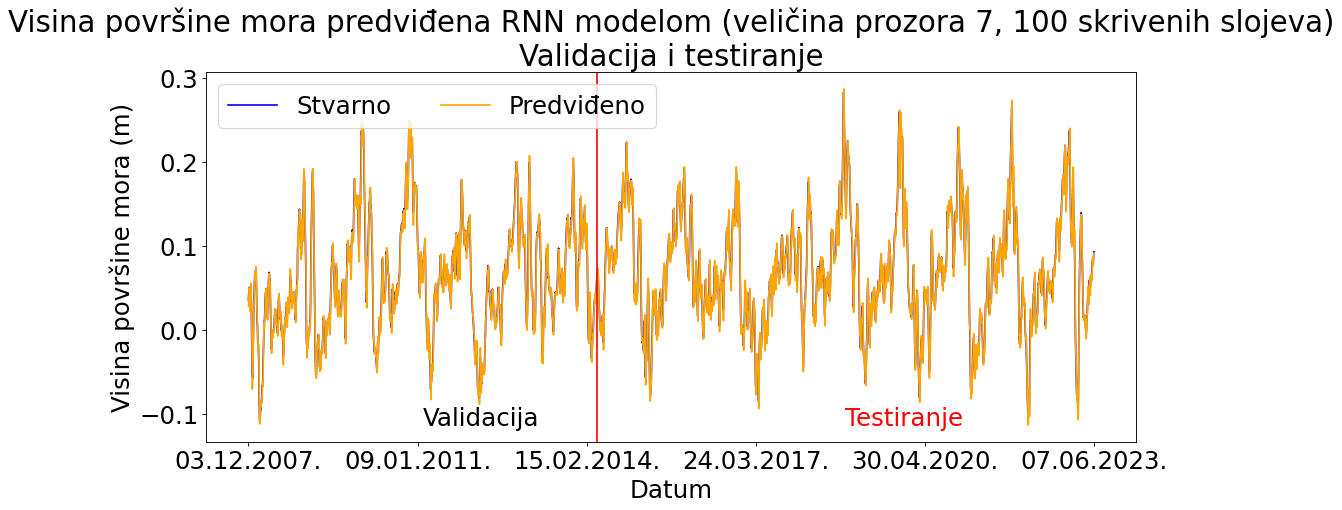 Visina površine mora predviđena RNN modelom (veličina prozora 7, 100 skrivenih slojeva)
Validacija i testiranje
Stvarno
Predviđeno
Visina površine mora (m)
0.3
0.2
0.1
0.0
−0.1
Validacija
Testiranje
03.12.2007.
09.01.2011.
15.02.2014.
24.03.2017.
30.04.2020.
07.06.2023.
Datum